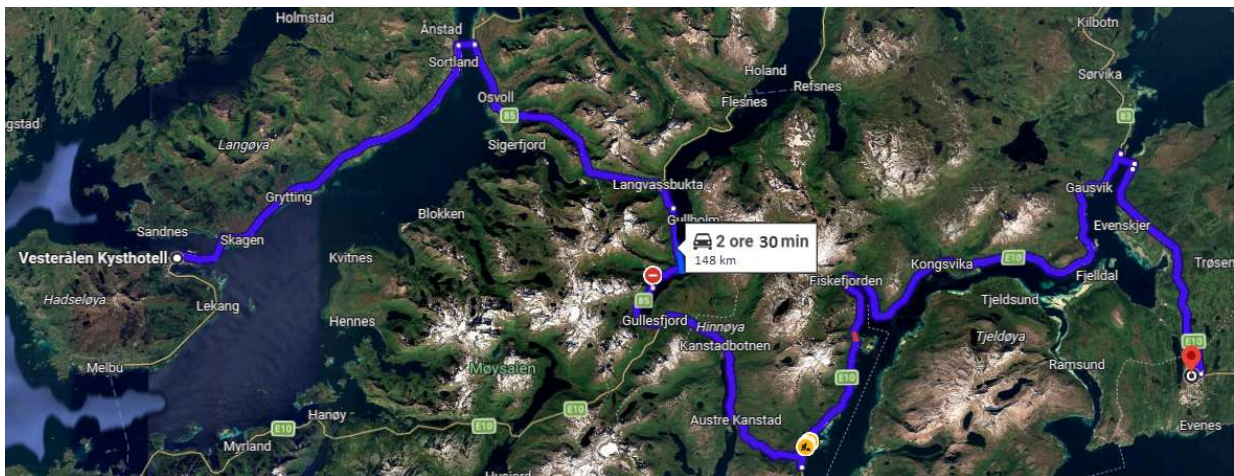 Holmstad
Ånstad
Kilbotn
Sortland
Holand
Sørvika
Refsnes
Osvoll
Flesnes
85
83
gstad
Langøya
Sigerfjord
Langvassbukta
Gausvik
Grytting
Blokken
Gullholm
Evenskjer
Sandnes
Skagen
2 ore 30 min
148 km
Kongsvika
E10
Vesterålen Kysthotell
Kvitnes
Fiskefjorden
Fjelldal
Trøsen
Hadseløya
Lekang
85
Tjeldsund
Hennes
Gullesfjord
Hinnøya
Tjeldøya
Kanstadbotnen
E10
Melbu
Møysalen
E10
Ramsund
Hanøy
Austre Kanstad
Evenes
Myrland
E10
E10